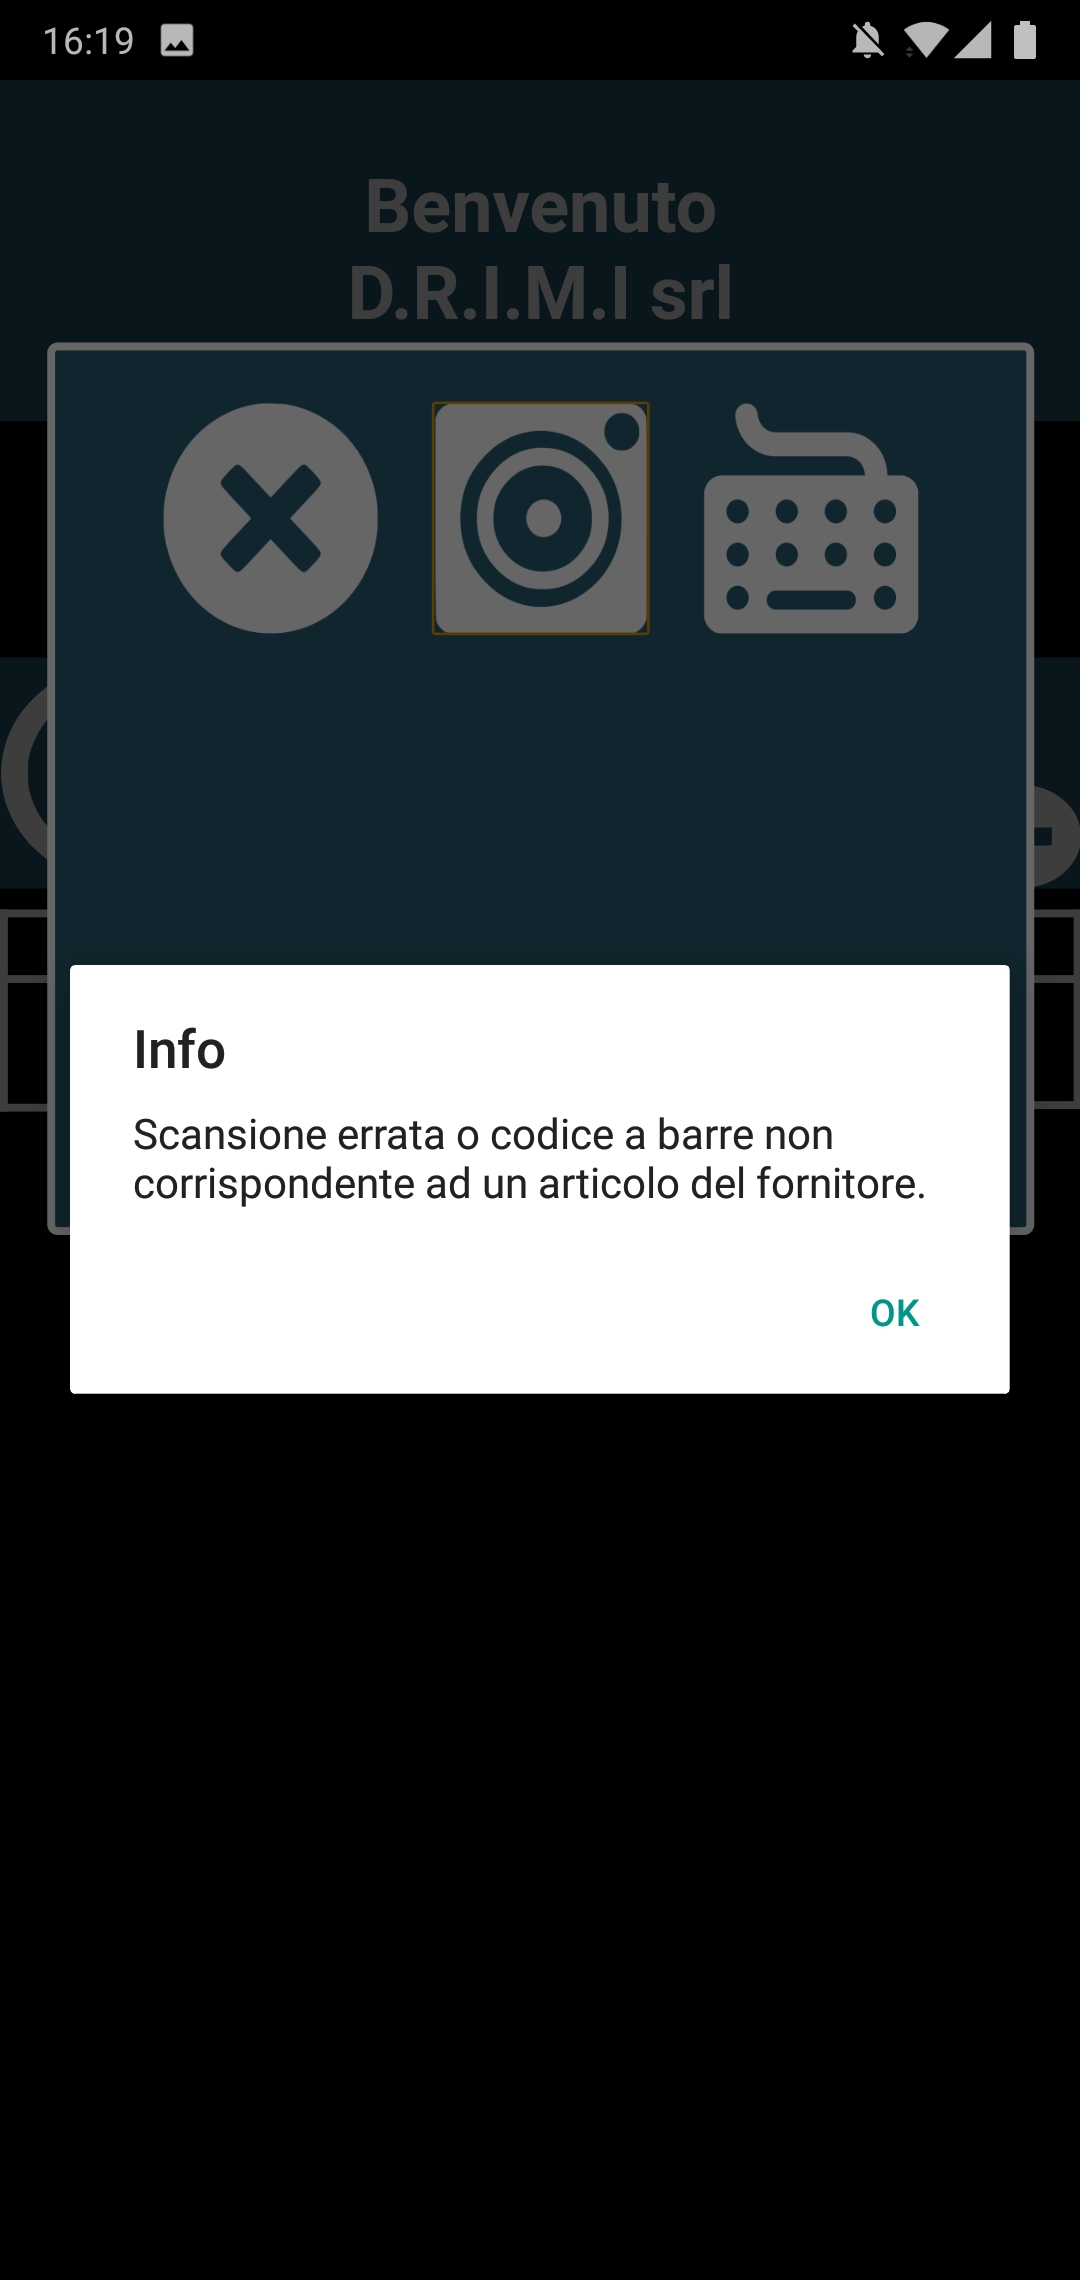 16:19
Benvenuto
D.R.I.M.I srl
Info
Scansione errata o codice a barre non
corrispondente ad un articolo del fornitore.
OK